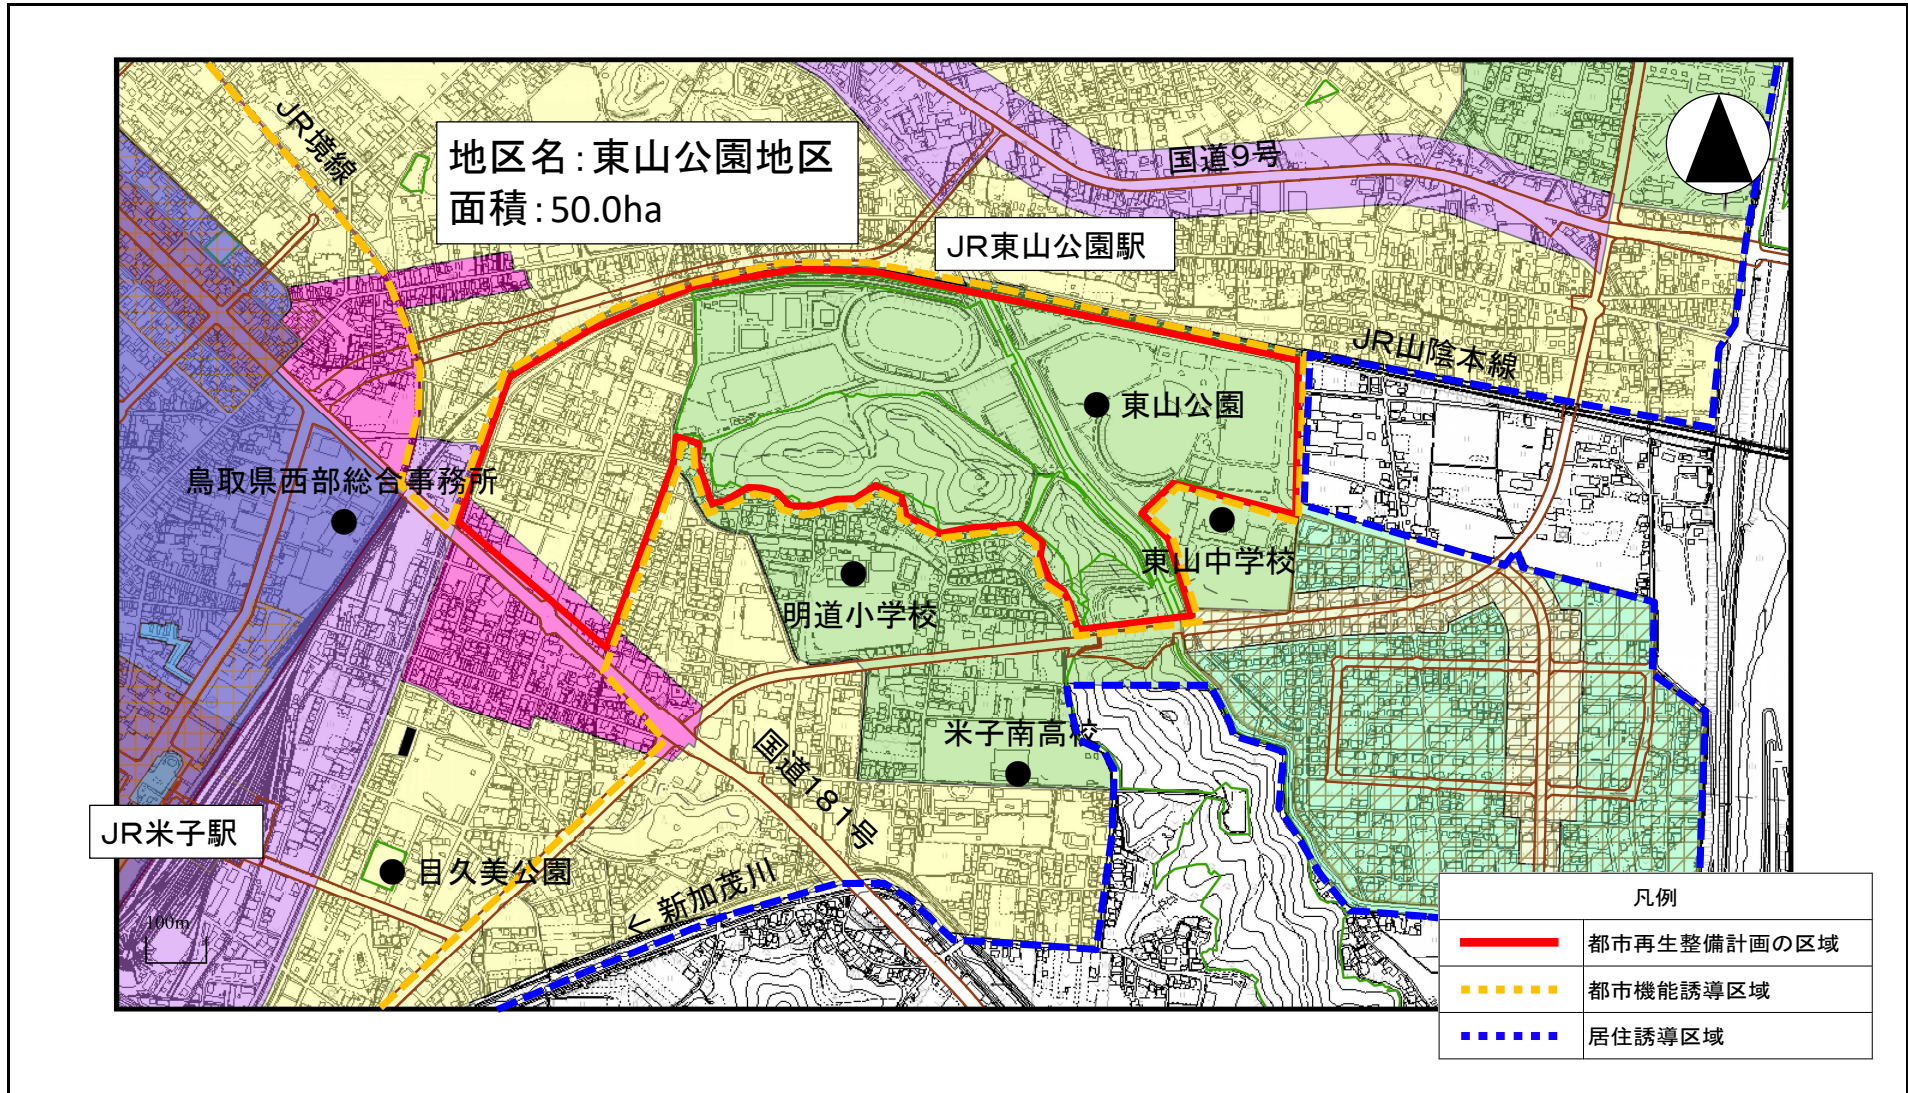 地区名：東山公園地区
面積：50.0ha
JR境線
国道９号
JR東山公園駅
JR山陰本線
東山公園
鳥取県西部総合事務所
東山中学校
明道小学校
米子南高校
国道１８１号
JR米子駅
目久美公園
← 新加茂川
100m
凡例
都市再生整備計画の区域
都市機能誘導区域
居住誘導区域